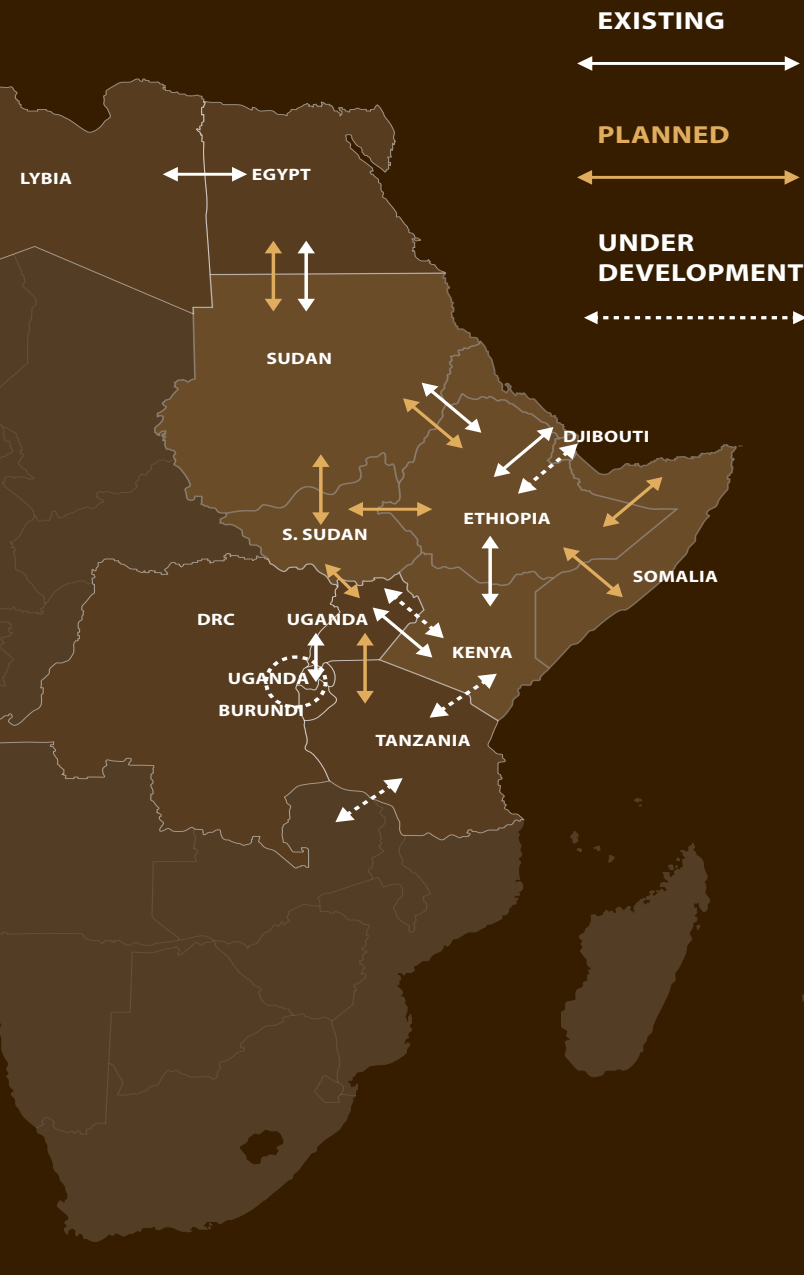 EXISTING
PLANNED
LYBIA
EGYPT
UNDER
DEVELOPMENT
SUDAN
DJIBOUTI
ETHIOPIA
S. SUDAN
SOMALIA
DRC
UGANDA
KENYA
UGANDA
BURUNDI
TANZANIA